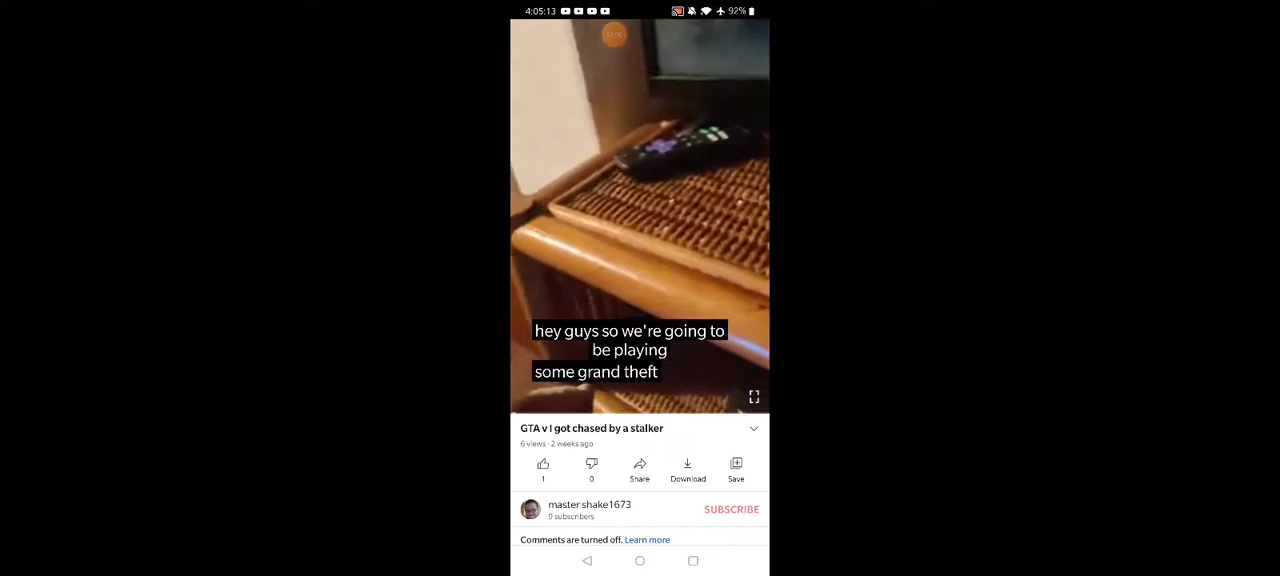 4:05:13
92%
hey guys so we're going to
be playing
some grand theft
GTA v I got chased by a stalker
6 views · 2 weeks ago
1
0
Share
Download
Save
master shake1673
9 subscribers
SUBSCRIBE
Comments are turned off. Learn more